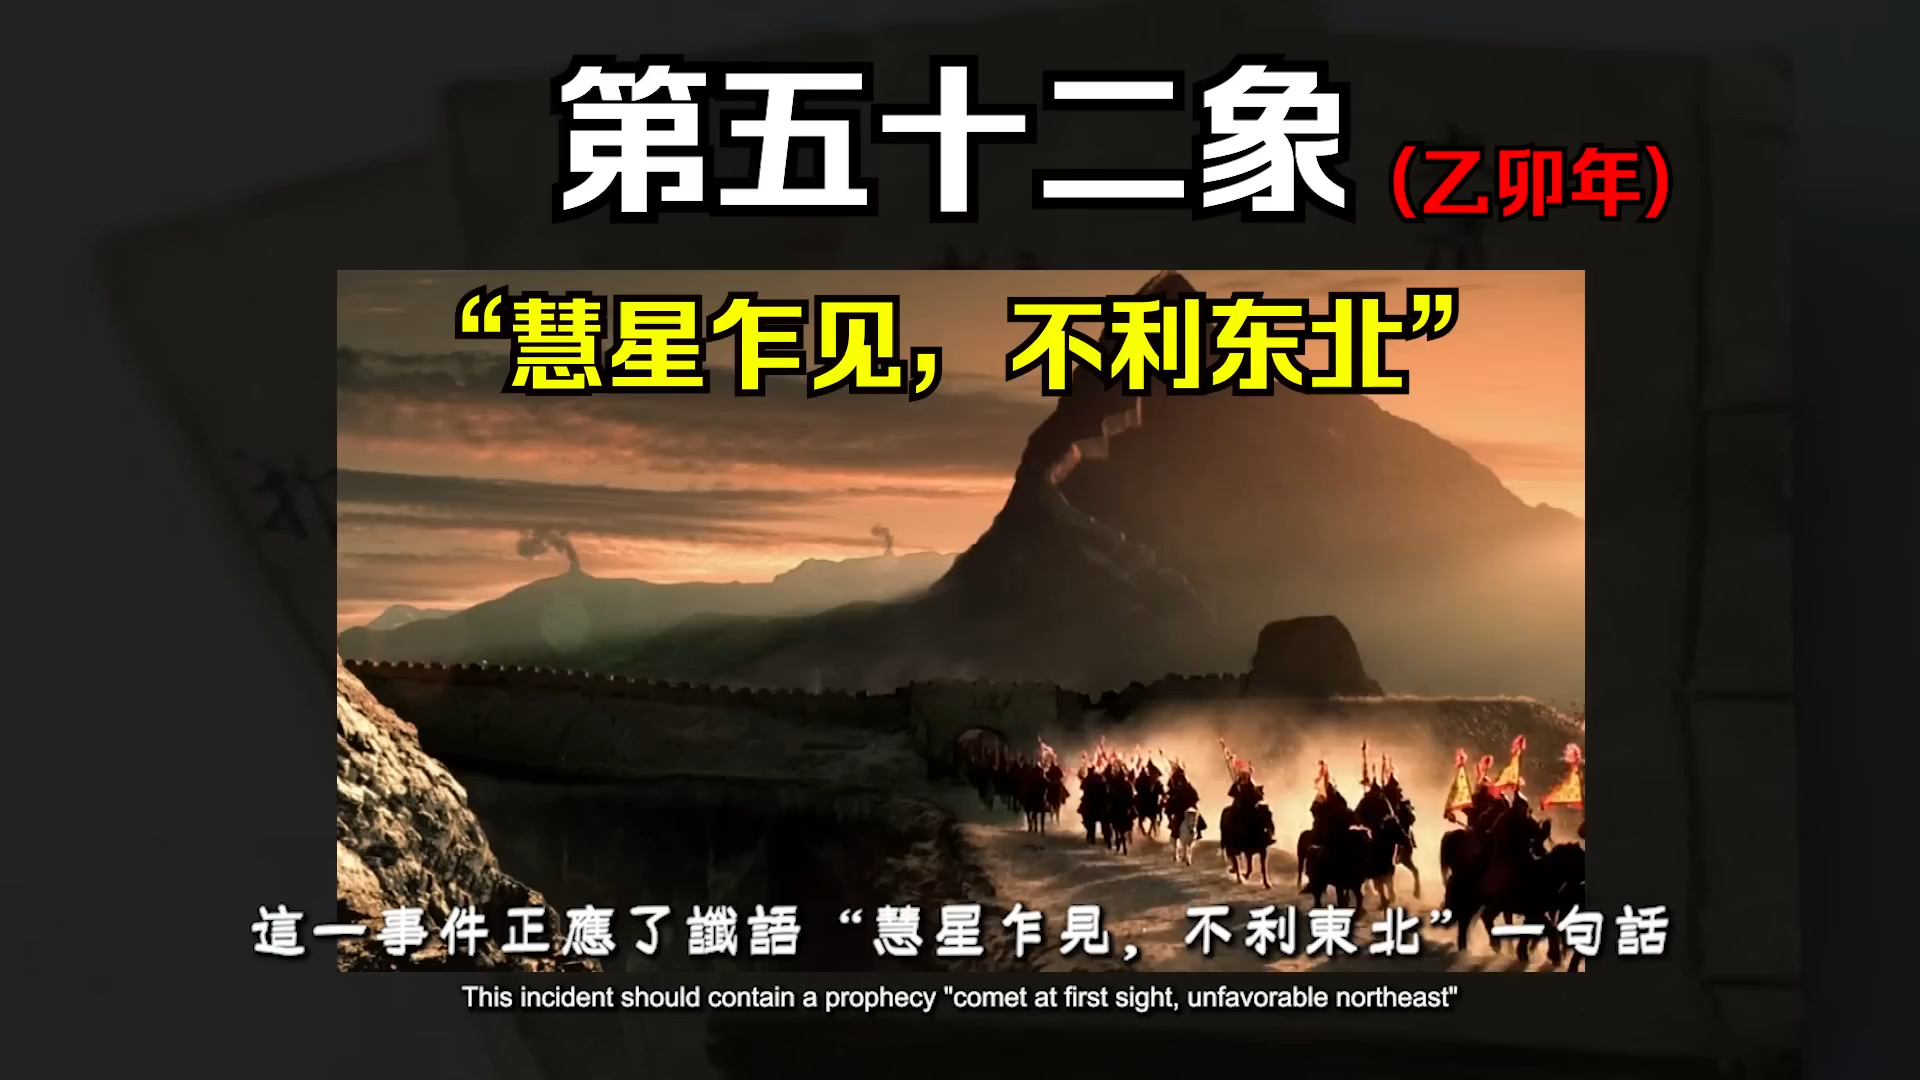 第五十二象 (乙卯年)
“慧星乍见，不利东北”
這一事件正應了讖語“慧星乍見，不利東北”一句話
This incident should contain a prophecy "comet at first sight, unfavorable northeast"